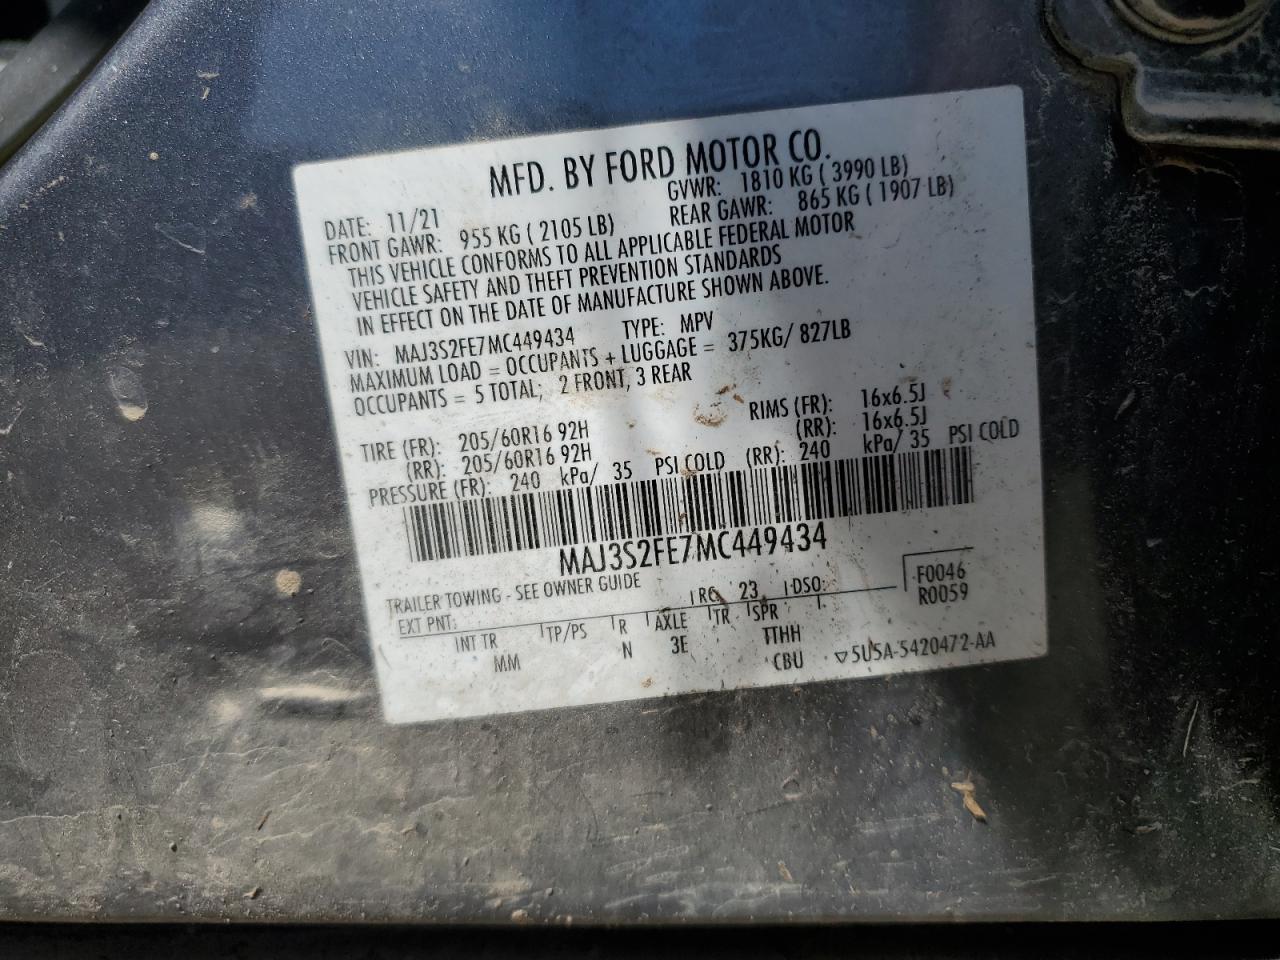 MFD. BY FORD MOTOR CO.
DATE: 11/21 GVWR: 1810 KG ( 3990 LB)
FRONT GAWR: 955 KG ( 2105 LB) REAR GAWR: 865 KG ( 1907 LB)
THIS VEHICLE CONFORMS TO ALL APPLICABLE FEDERAL MOTOR
VEHICLE SAFETY AND THEFT PREVENTION STANDARDS
IN EFFECT ON THE DATE OF MANUFACTURE SHOWN ABOVE.
VIN: MAJ3S2FE7MC449434 TYPE: MPV
MAXIMUM LOAD = OCCUPANTS + LUGGAGE = 375KG/ 827LB
OCCUPANTS = 5 TOTAL; 2 FRONT, 3 REAR
TIRE (FR): 205/60R16 92H RIMS (FR): 16x6.5J
(RR): 205/60R16 92H (RR): 16x6.5J
PRESSURE (FR): 240 kPa/ 35 PSI COLD (RR): 240 kPa/ 35 PSI COLD
MAJ3S2FE7MC449434
TRAILER TOWING - SEE OWNER GUIDE
EXT PNT: RC: 23 DSO: F0046
R0059
INT TR TP/PS R AXLE TR SPR
MM N 3E TTHH
CBU ▽5U5A-5420472-AA